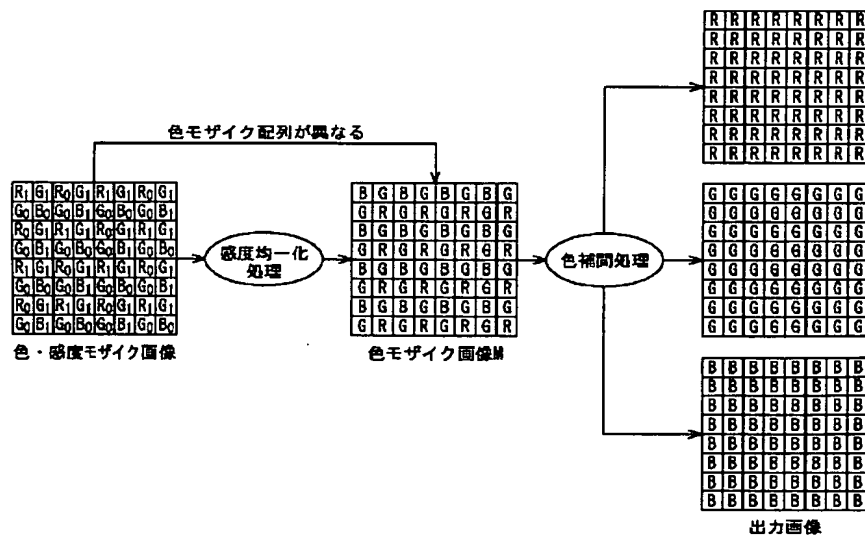 色モザイク配列が異なる
R1 G1 R0 G1 R1 G1 R0 G1
G0 B0 G0 B1 G0 B0 G0 B1
R0 G1 R1 G1 R0 G1 R1 G1
G0 B1 G0 B0 G0 B1 G0 B0
R1 G1 R0 G1 R1 G1 R0 G1
G0 B0 G0 B1 G0 B0 G0 B1
R0 G1 R1 G1 R0 G1 R1 G1
G0 B1 G0 B0 G0 B1 G0 B0
色・感度モザイク画像
感度均一化
処理
B G B G B G B G
G R G R G R G R
B G B G B G B G
G R G R G R G R
B G B G B G B G
G R G R G R G R
B G B G B G B G
G R G R G R G R
色モザイク画像M
色補間処理
R R R R R R R R
R R R R R R R R
R R R R R R R R
R R R R R R R R
R R R R R R R R
R R R R R R R R
R R R R R R R R
R R R R R R R R
G G G G G G G G
G G G G G G G G
G G G G G G G G
G G G G G G G G
G G G G G G G G
G G G G G G G G
G G G G G G G G
G G G G G G G G
B B B B B B B B
B B B B B B B B
B B B B B B B B
B B B B B B B B
B B B B B B B B
B B B B B B B B
B B B B B B B B
B B B B B B B B
出力画像